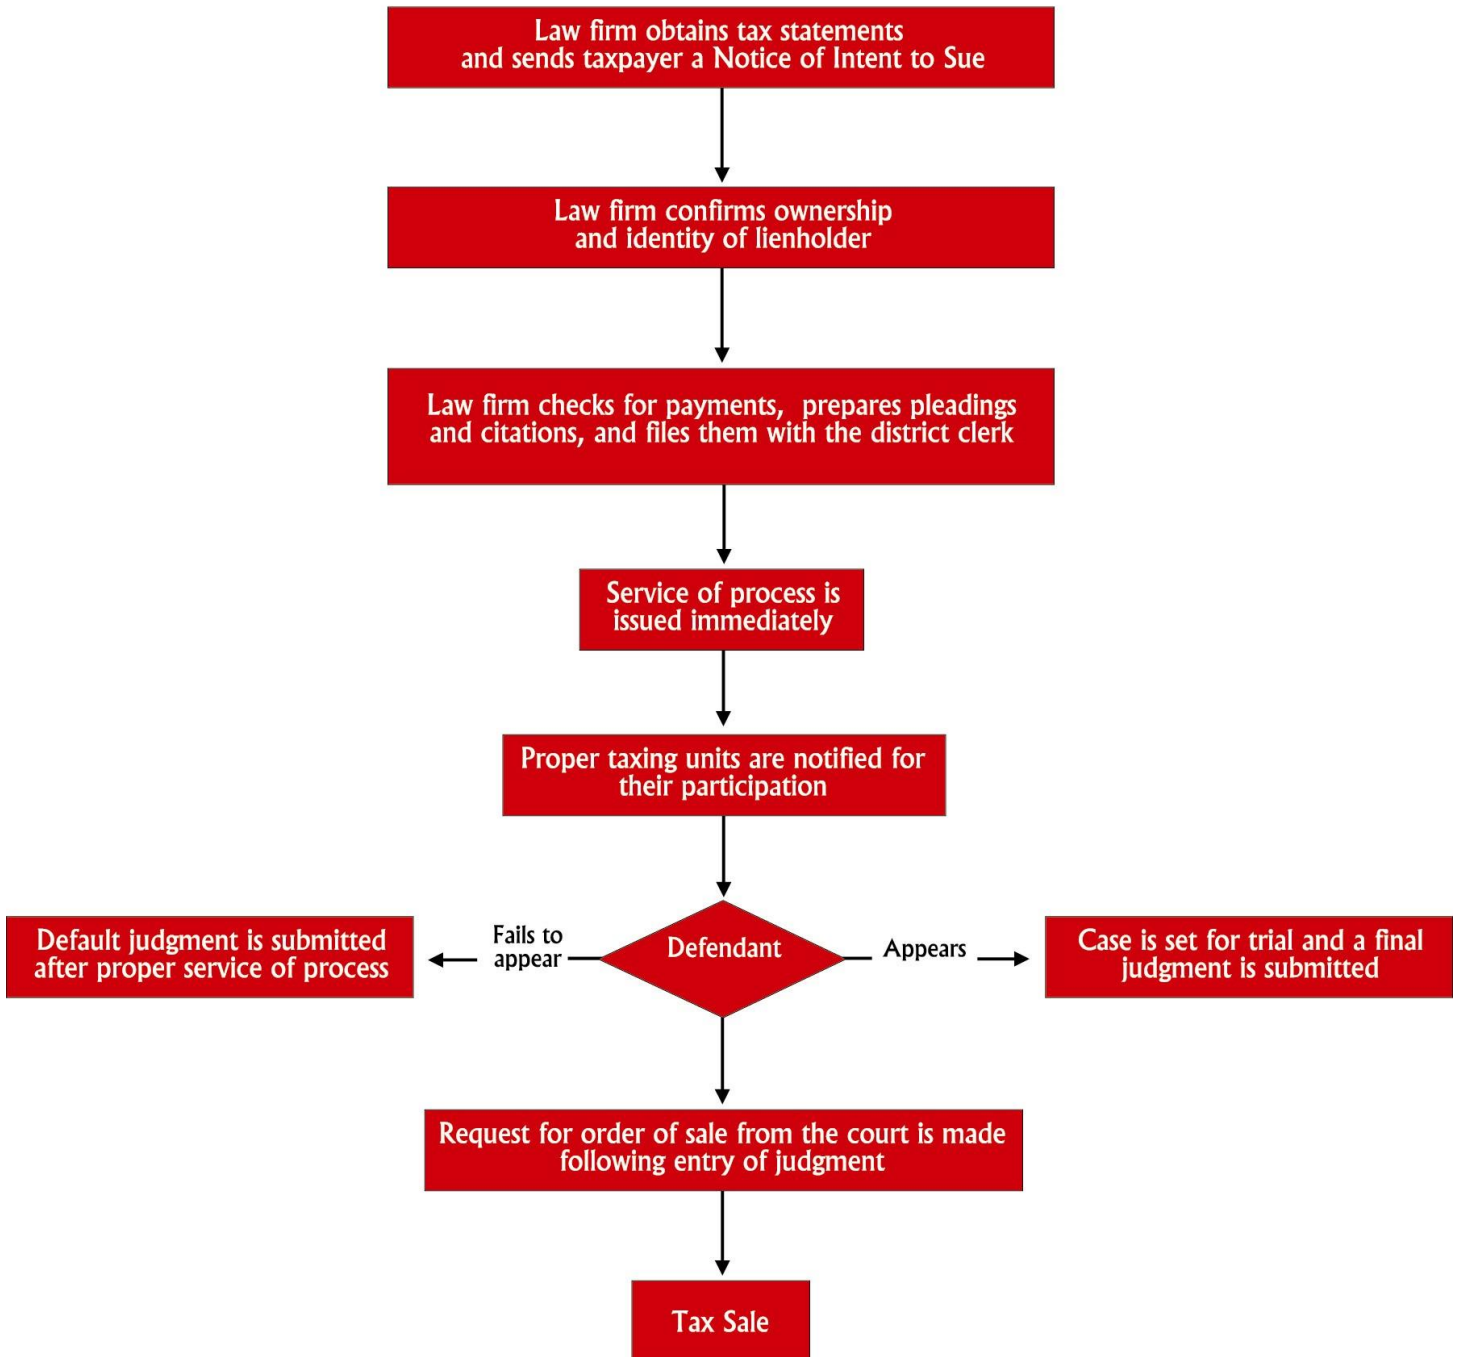 Law firm obtains tax statements
and sends taxpayer a Notice of Intent to Sue
Law firm confirms ownership
and identity of lienholder
Law firm checks for payments,  prepares pleadings
and citations, and files them with the district clerk
Service of process is
issued immediately
Proper taxing units are notified for
their participation
Default judgment is submitted
after proper service of process
Fails to
appear
Defendant
Appears
Case is set for trial and a final
judgment is submitted
Request for order of sale from the court is made
following entry of judgment
Tax Sale